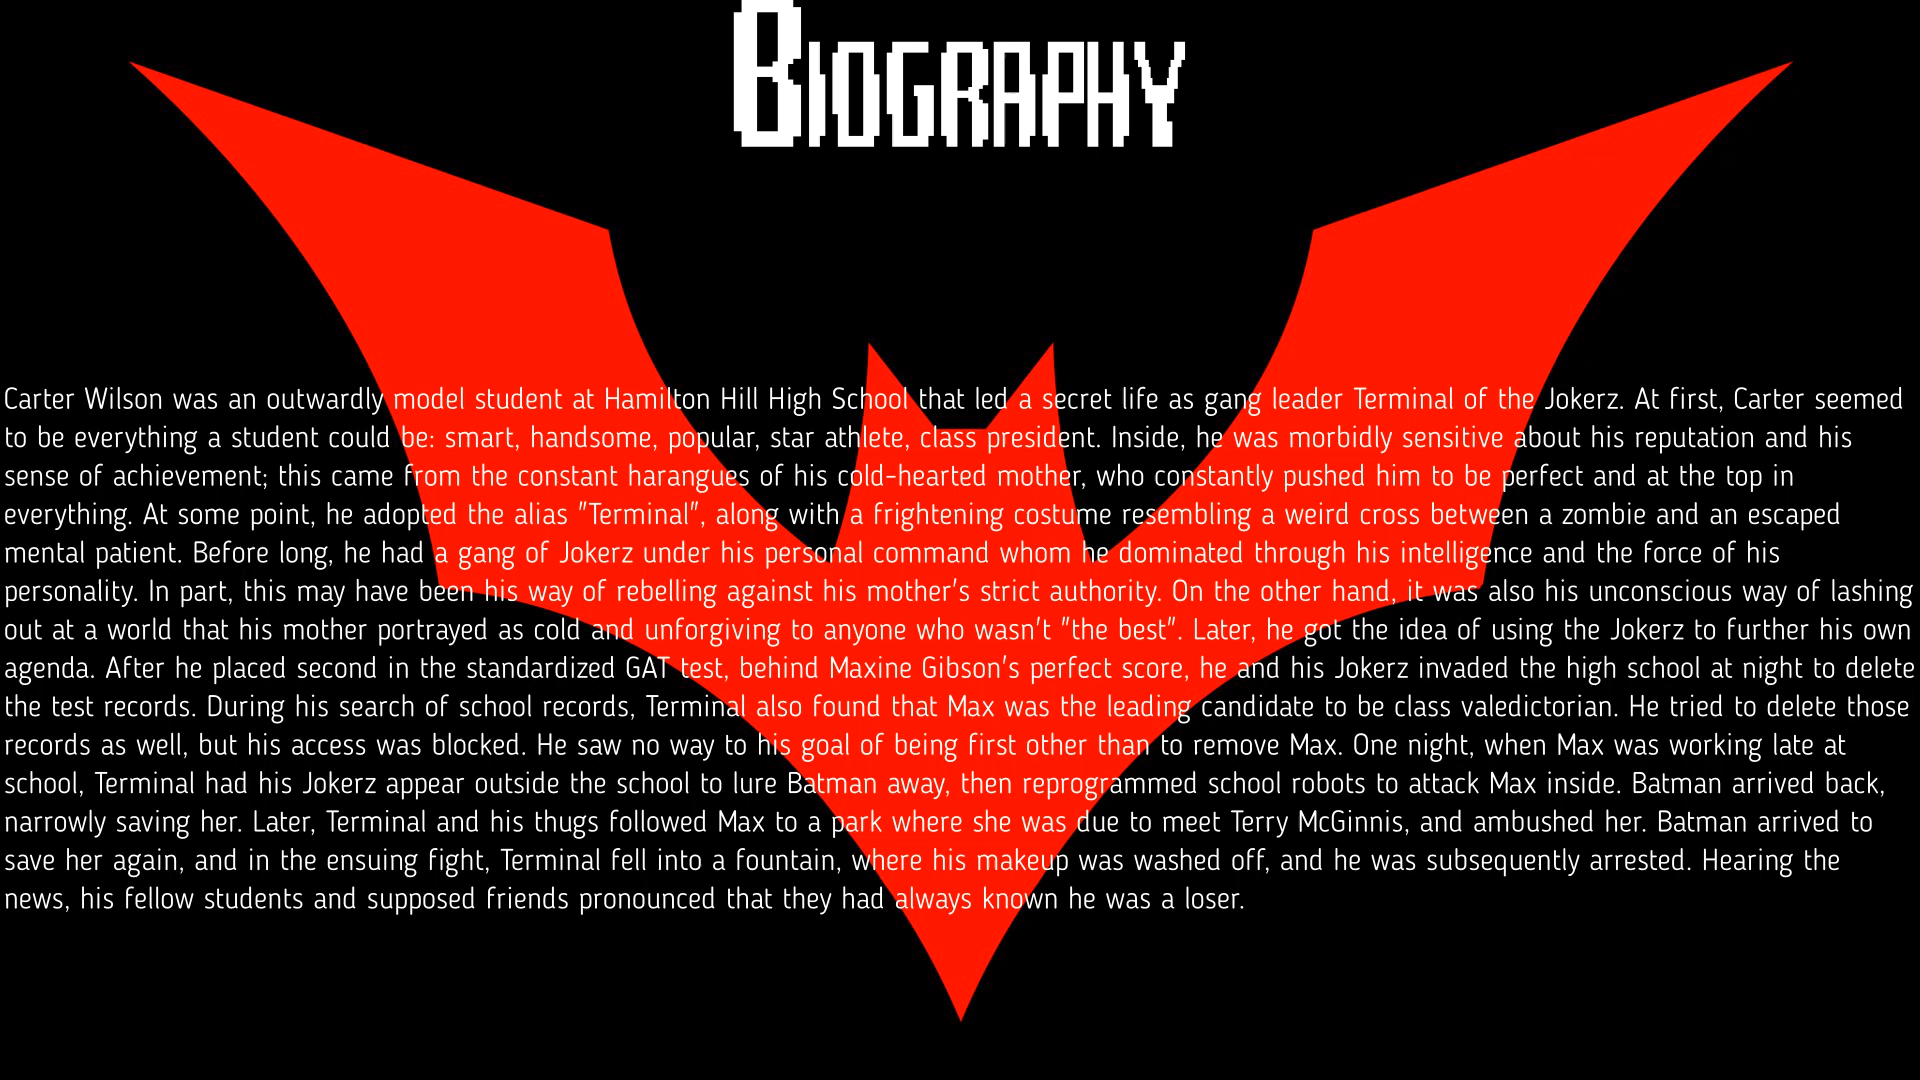 Biography
Carter Wilson was an outwardly model student at Hamilton Hill High School that led a secret life as gang leader Terminal of the Jokerz. At first, Carter seemed
to be everything a student could be: smart, handsome, popular, star athlete, class president. Inside, he was morbidly sensitive about his reputation and his
sense of achievement; this came from the constant harangues of his cold-hearted mother, who constantly pushed him to be perfect and at the top in
everything. At some point, he adopted the alias "Terminal", along with a frightening costume resembling a weird cross between a zombie and an escaped
mental patient. Before long, he had a gang of Jokerz under his personal command whom he dominated through his intelligence and the force of his
personality. In part, this may have been his way of rebelling against his mother's strict authority. On the other hand, it was also his unconscious way of lashing
out at a world that his mother portrayed as cold and unforgiving to anyone who wasn't "the best". Later, he got the idea of using the Jokerz to further his own
agenda. After he placed second in the standardized GAT test, behind Maxine Gibson's perfect score, he and his Jokerz invaded the high school at night to delete
the test records. During his search of school records, Terminal also found that Max was the leading candidate to be class valedictorian. He tried to delete those
records as well, but his access was blocked. He saw no way to his goal of being first other than to remove Max. One night, when Max was working late at
school, Terminal had his Jokerz appear outside the school to lure Batman away, then reprogrammed school robots to attack Max inside. Batman arrived back,
narrowly saving her. Later, Terminal and his thugs followed Max to a park where she was due to meet Terry McGinnis, and ambushed her. Batman arrived to
save her again, and in the ensuing fight, Terminal fell into a fountain, where his makeup was washed off, and he was subsequently arrested. Hearing the
news, his fellow students and supposed friends pronounced that they had always known he was a loser.